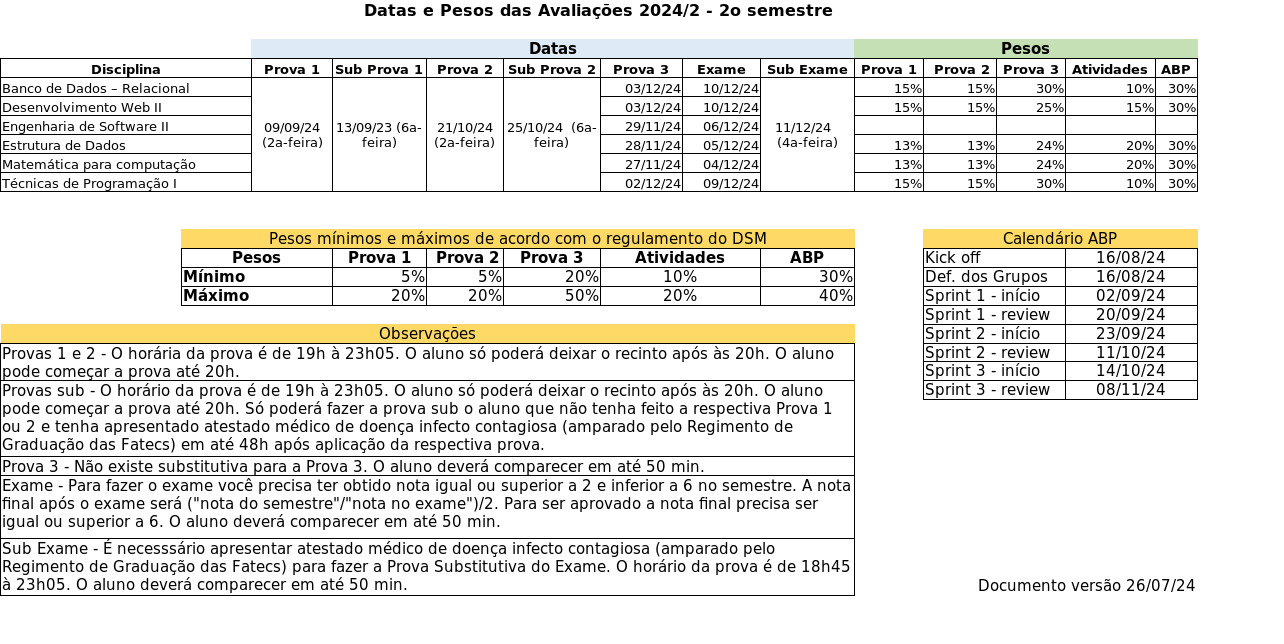 Datas e Pesos das Avaliações 2024/2 - 2o semestre
Datas Pesos
Disciplina Prova 1 Sub Prova 1 Prova 2 Sub Prova 2 Prova 3 Exame Sub Exame Prova 1 Prova 2 Prova 3 Atividades ABP
Banco de Dados – Relacional 03/12/24 10/12/24 15% 15% 30% 10% 30%
Desenvolvimento Web II 03/12/24 10/12/24 15% 15% 25% 15% 30%
Engenharia de Software II 09/09/24 13/09/23 (6a- 21/10/24 25/10/24 (6a- 29/11/24 06/12/24 11/12/24
Estrutura de Dados (2a-feira) feira) (2a-feira) feira) 28/11/24 05/12/24 (4a-feira) 13% 13% 24% 20% 30%
Matemática para computação 27/11/24 04/12/24 13% 13% 24% 20% 30%
Técnicas de Programação I 02/12/24 09/12/24 15% 15% 30% 10% 30%
Pesos mínimos e máximos de acordo com o regulamento do DSM
Pesos Prova 1 Prova 2 Prova 3 Atividades ABP
Mínimo 5% 5% 20% 10% 30%
Máximo 20% 20% 50% 20% 40%
Calendário ABP
Kick off 16/08/24
Def. dos Grupos 16/08/24
Sprint 1 - início 02/09/24
Sprint 1 - review 20/09/24
Sprint 2 - início 23/09/24
Sprint 2 - review 11/10/24
Sprint 3 - início 14/10/24
Sprint 3 - review 08/11/24
Observações
Provas 1 e 2 - O horária da prova é de 19h à 23h05. O aluno só poderá deixar o recinto após às 20h. O aluno
pode começar a prova até 20h.
Provas sub - O horário da prova é de 19h à 23h05. O aluno só poderá deixar o recinto após às 20h. O aluno
pode começar a prova até 20h. Só poderá fazer a prova sub o aluno que não tenha feito a respectiva Prova 1
ou 2 e tenha apresentado atestado médico de doença infecto contagiosa (amparado pelo Regimento de
Graduação das Fatecs) em até 48h após aplicação da respectiva prova.
Prova 3 - Não existe substitutiva para a Prova 3. O aluno deverá comparecer em até 50 min.
Exame - Para fazer o exame você precisa ter obtido nota igual ou superior a 2 e inferior a 6 no semestre. A nota
final após o exame será ("nota do semestre"/"nota no exame")/2. Para ser aprovado a nota final precisa ser
igual ou superior a 6. O aluno deverá comparecer em até 50 min.
Sub Exame - É necesssário apresentar atestado médico de doença infecto contagiosa (amparado pelo
Regimento de Graduação das Fatecs) para fazer a Prova Substitutiva do Exame. O horário da prova é de 18h45
à 23h05. O aluno deverá comparecer em até 50 min.
Documento versão 26/07/24